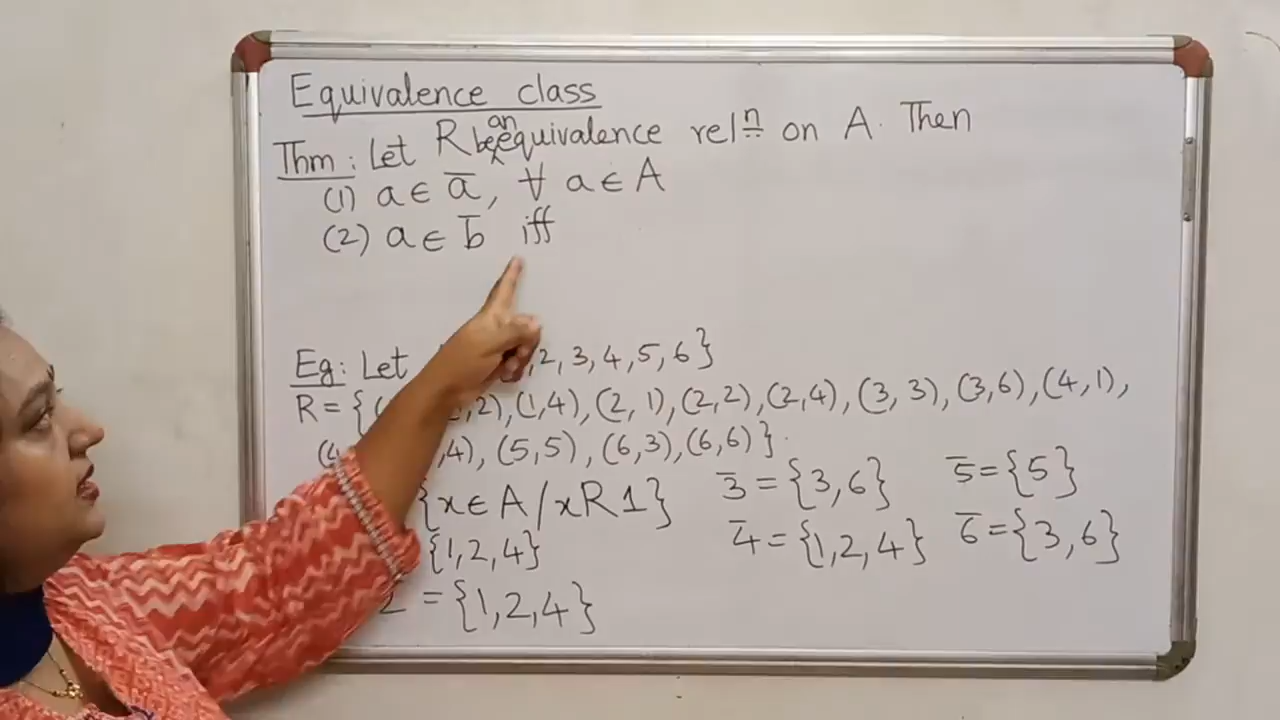 Equivalence class
Thm: Let R be an equivalence relⁿ on A. Then
(1) a ∈ a̅, ∀ a ∈ A
(2) a ∈ b̅ iff
Eg: Let ,2,3,4,5,6}
R = { ,2), (1,4), (2,1), (2,2), (2,4), (3,3), (3,6), (4,1),
(4 ,4), (5,5), (6,3), (6,6)}.
{x ∈ A / xR1} 3̅ = {3,6} 5̅ = {5}
{1,2,4} 4̅ = {1,2,4} 6̅ = {3,6}
2 = {1,2,4}